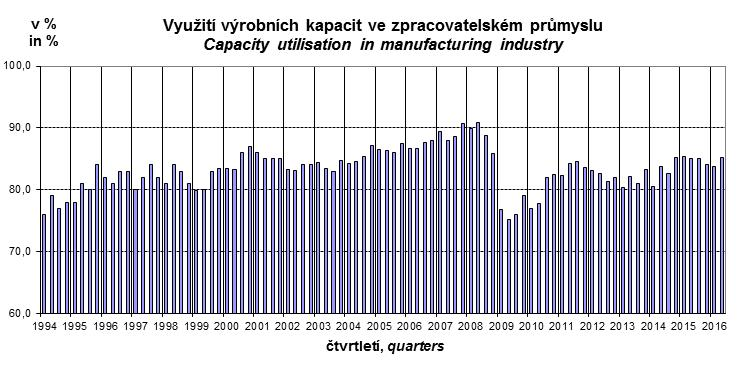 v %
in %
Využití výrobních kapacit ve zpracovatelském průmyslu
Capacity utilisation in manufacturing industry
100,0
90,0
80,0
70,0
60,0
1994 1995 1996 1997 1998 1999 2000 2001 2002 2003 2004 2005 2006 2007 2008 2009 2010 2011 2012 2013 2014 2015 2016
čtvrtletí, quarters